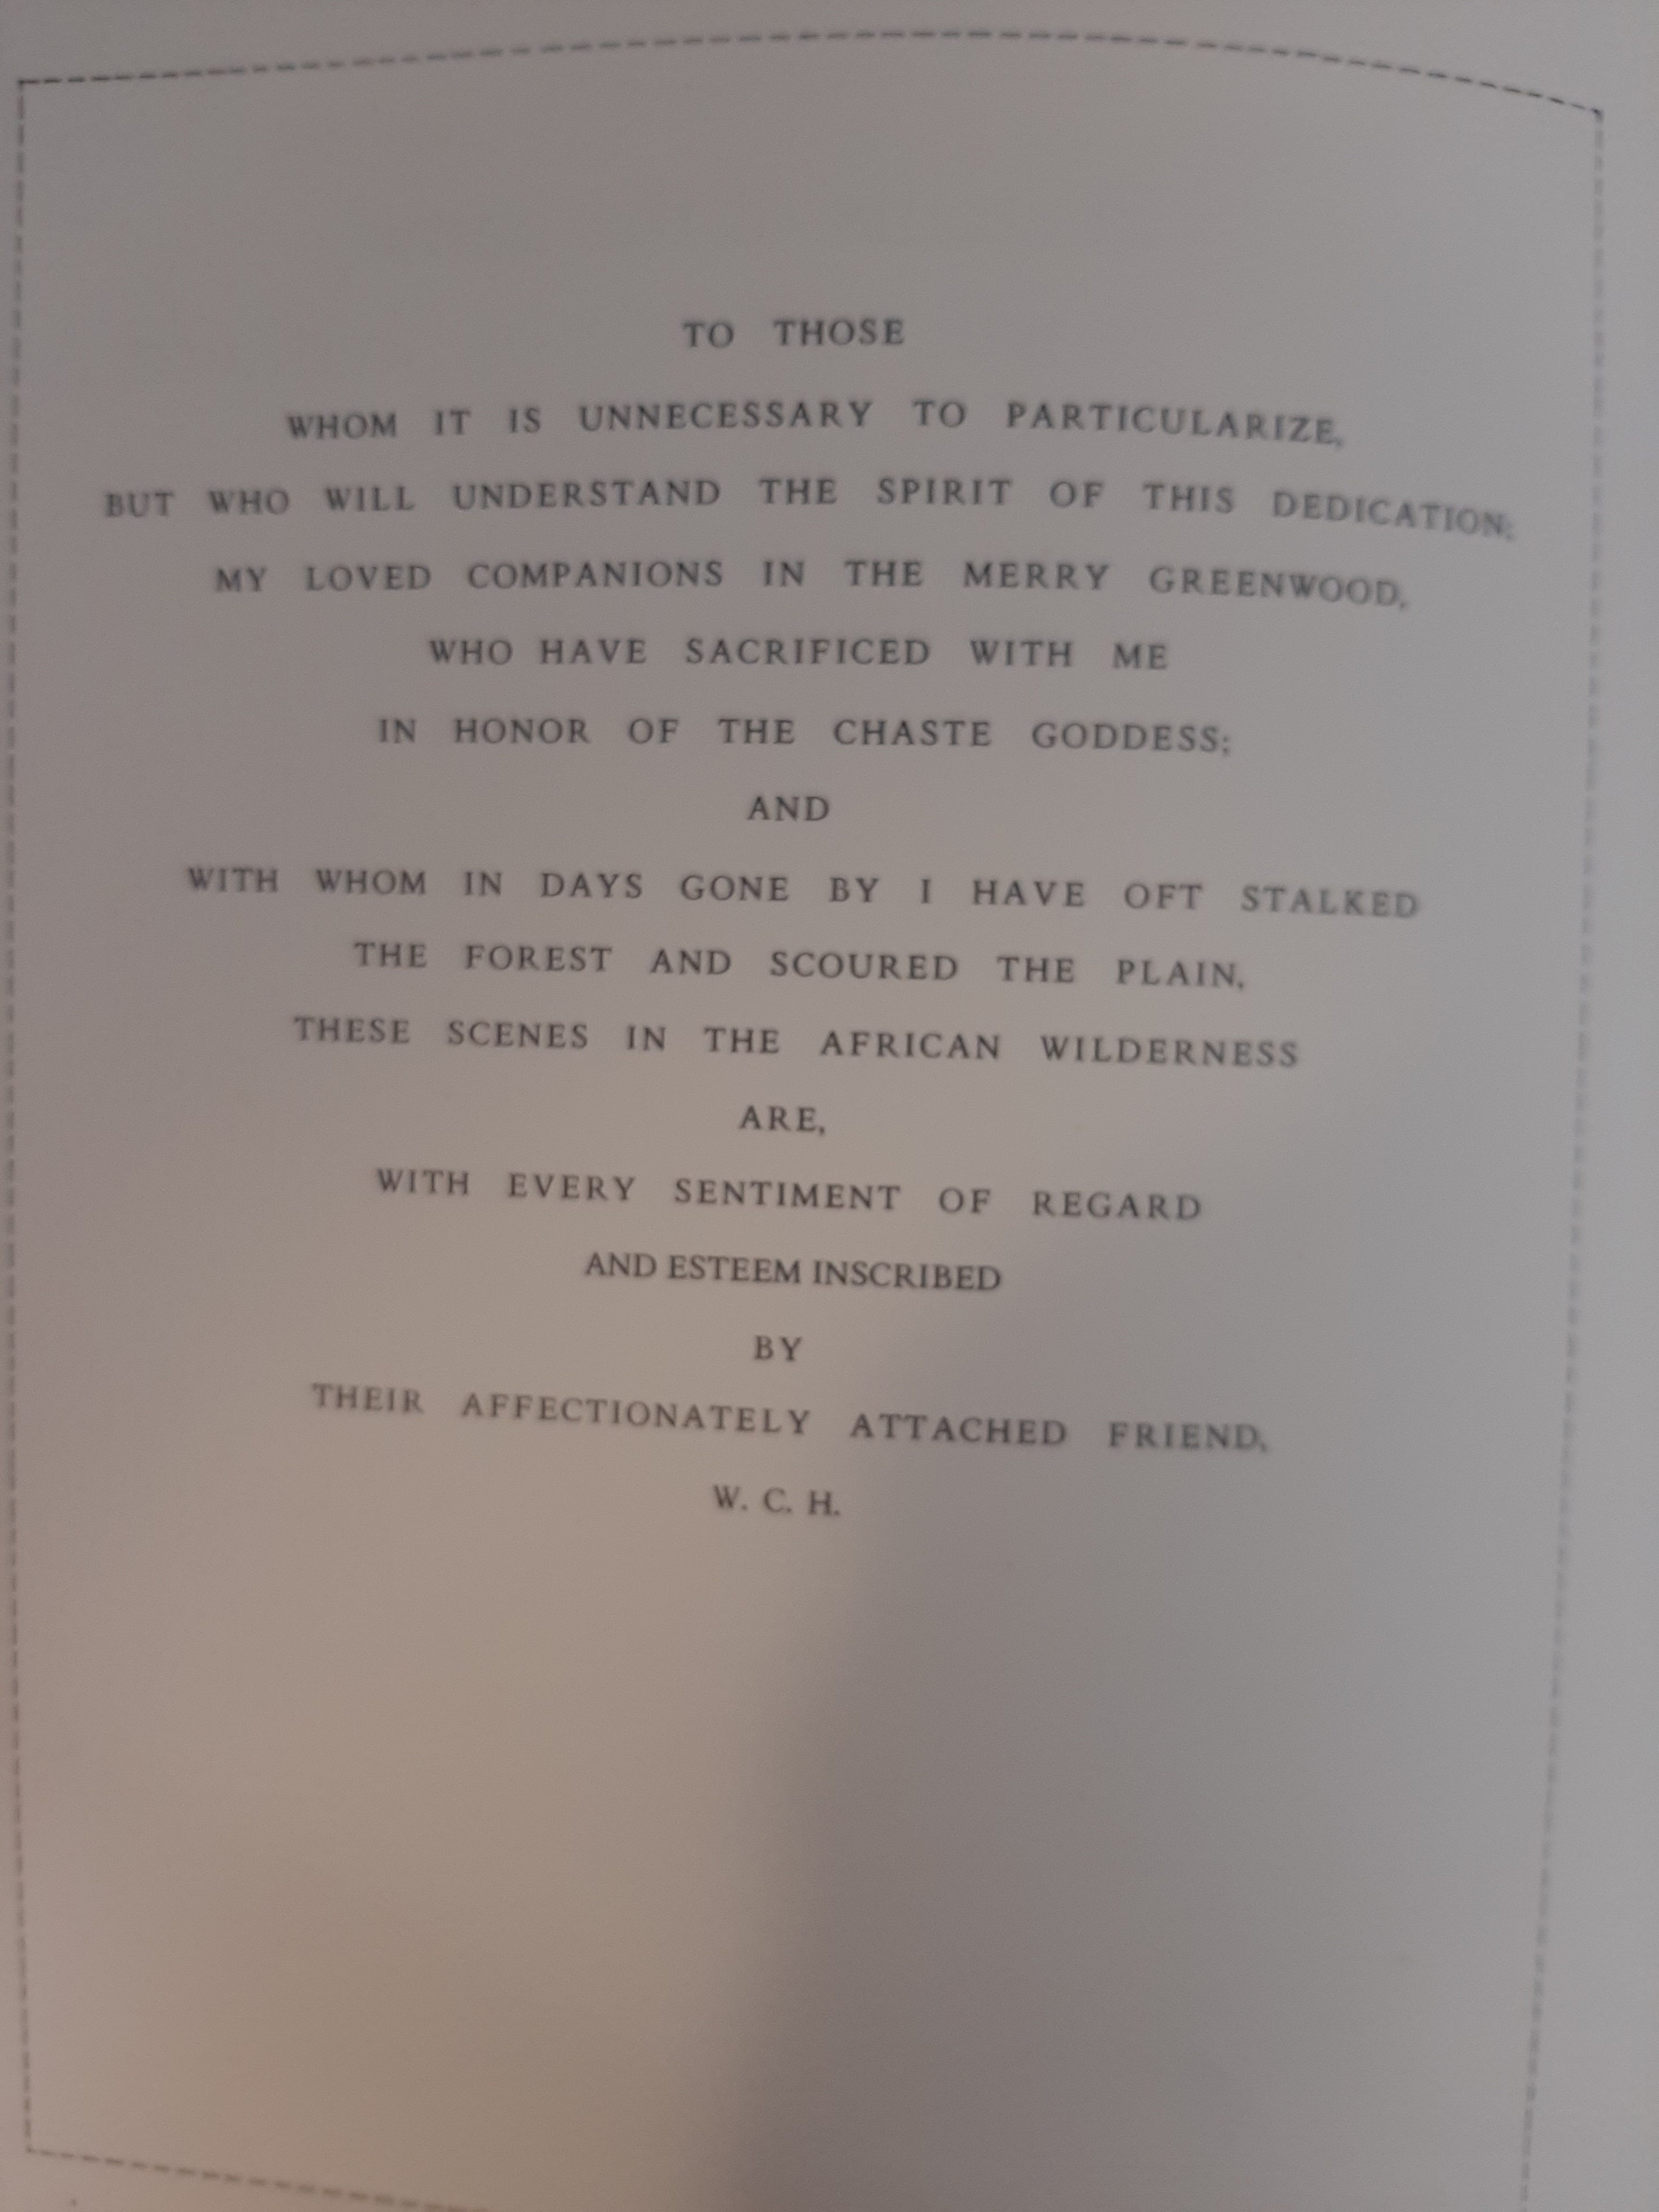 TO THOSE
WHOM IT IS UNNECESSARY TO PARTICULARIZE,
BUT WHO WILL UNDERSTAND THE SPIRIT OF THIS DEDICATION;
MY LOVED COMPANIONS IN THE MERRY GREENWOOD,
WHO HAVE SACRIFICED WITH ME
IN HONOR OF THE CHASTE GODDESS;
AND
WITH WHOM IN DAYS GONE BY I HAVE OFT STALKED
THE FOREST AND SCOURED THE PLAIN,
THESE SCENES IN THE AFRICAN WILDERNESS
ARE,
WITH EVERY SENTIMENT OF REGARD
AND ESTEEM INSCRIBED
BY
THEIR AFFECTIONATELY ATTACHED FRIEND,
W. C. H.